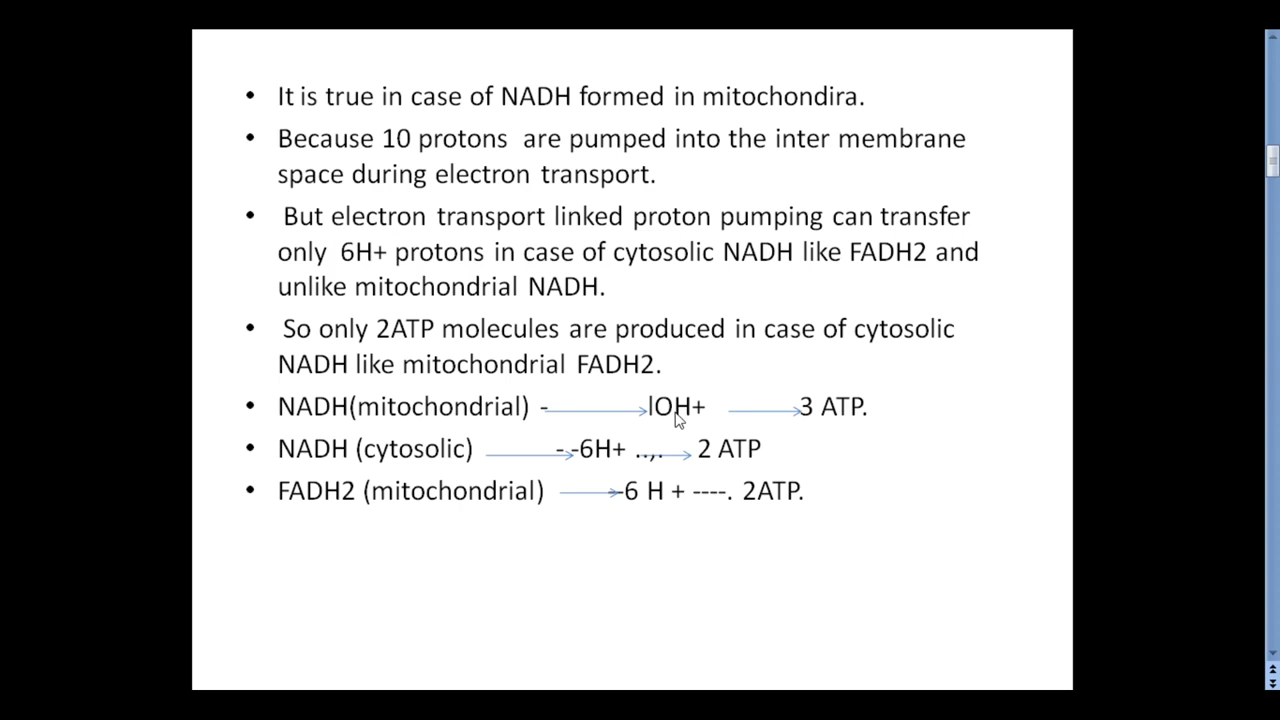 • It is true in case of NADH formed in mitochondira.
• Because 10 protons are pumped into the inter membrane
space during electron transport.
• But electron transport linked proton pumping can transfer
only 6H+ protons in case of cytosolic NADH like FADH2 and
unlike mitochondrial NADH.
• So only 2ATP molecules are produced in case of cytosolic
NADH like mitochondrial FADH2.
• NADH(mitochondrial) - lOH+ 3 ATP.
• NADH (cytosolic) - -6H+ ..,. 2 ATP
• FADH2 (mitochondrial) -6 H + ----. 2ATP.